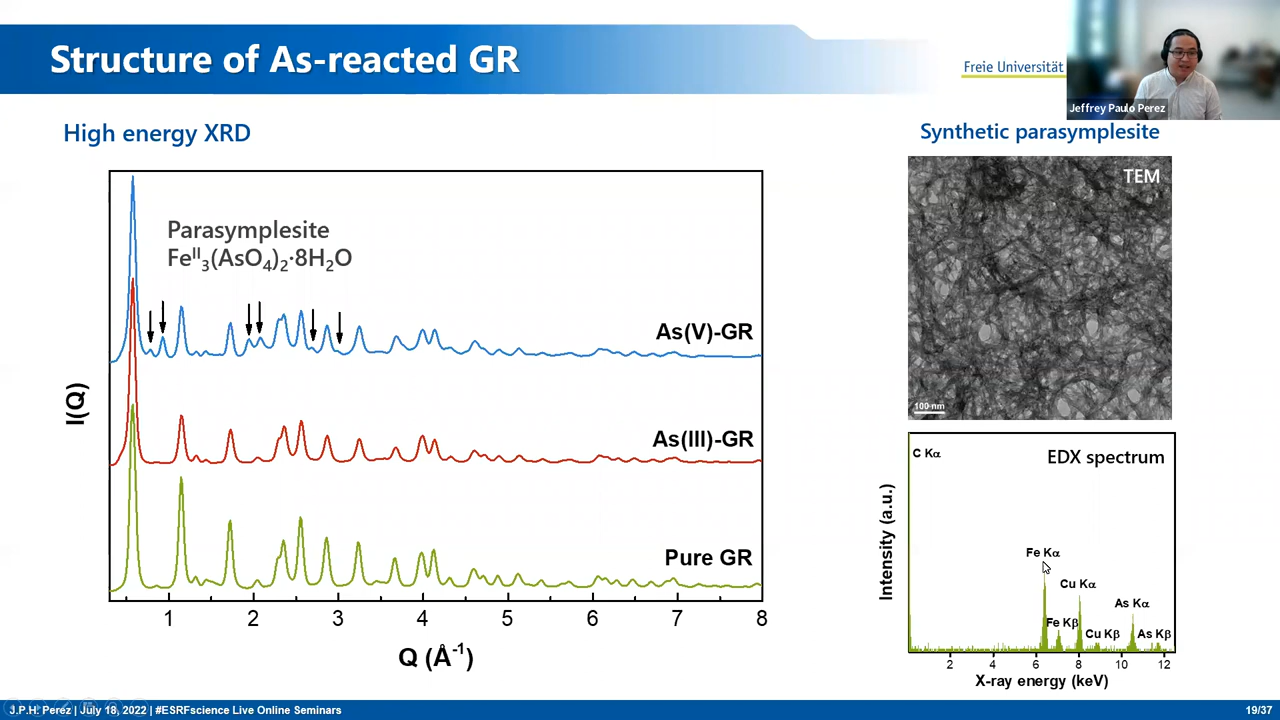 Structure of As-reacted GR
Freie Universität
Jeffrey Paulo Perez
High energy XRD
Synthetic parasymplesite
Parasymplesite
Feᴵᴵ₃(AsO₄)₂·8H₂O
As(V)-GR
As(III)-GR
Pure GR
I(Q)
1 2 3 4 5 6 7 8
Q (Å⁻¹)
TEM
100 nm
C Kα
EDX spectrum
Fe Kα
Cu Kα
As Kα
Fe Kβ
Cu Kβ
As Kβ
Intensity (a.u.)
2 4 6 8 10 12
X-ray energy (keV)
J.P.H. Perez | July 18, 2022 | #ESRFscience Live Online Seminars
19/37